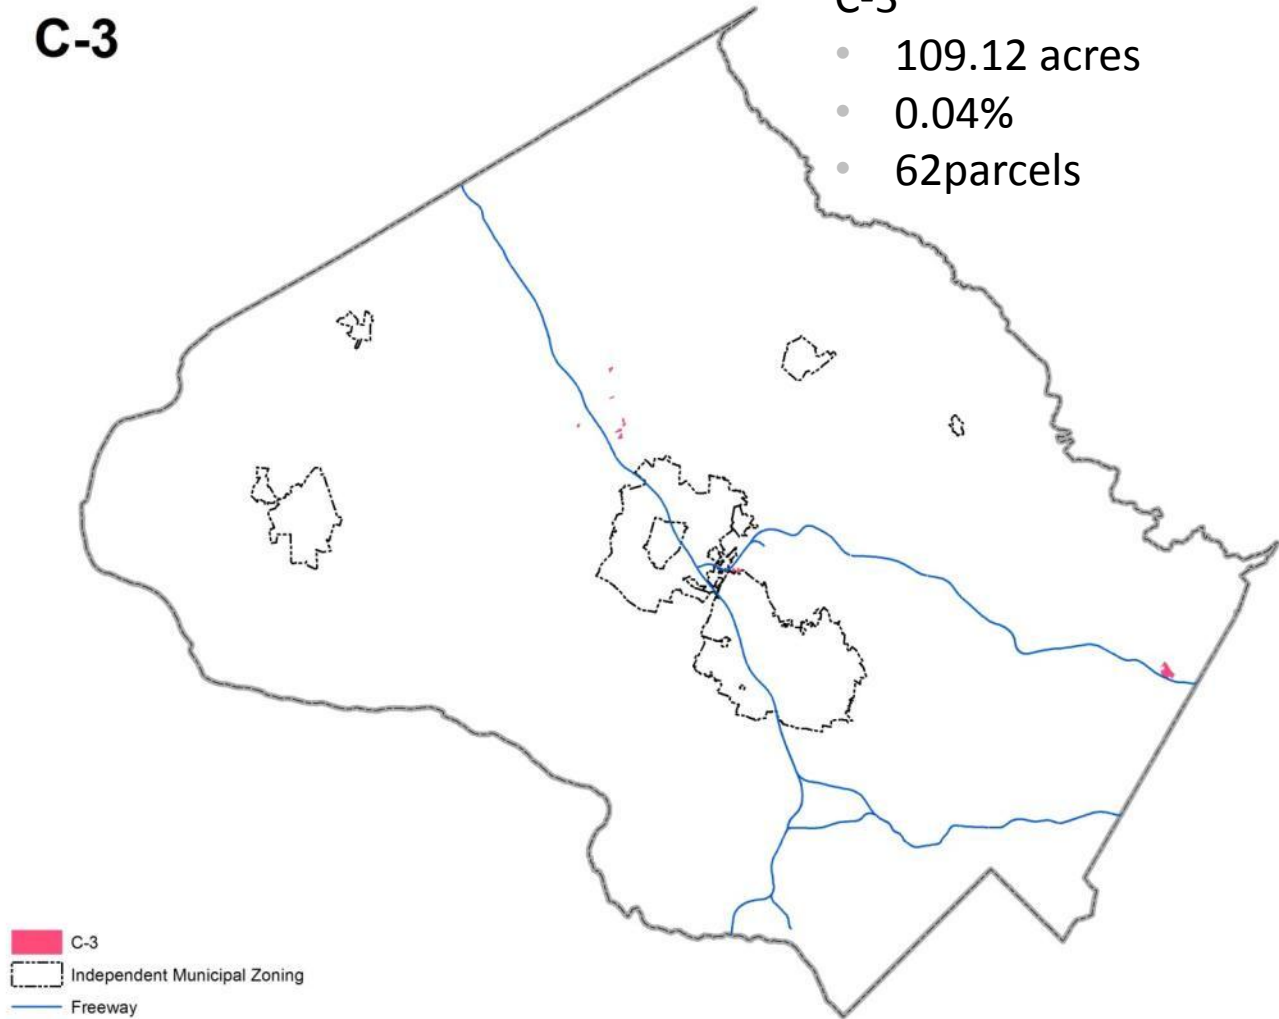 C-3
C-3
109.12 acres
0.04%
62parcels
C-3
Independent Municipal Zoning
Freeway